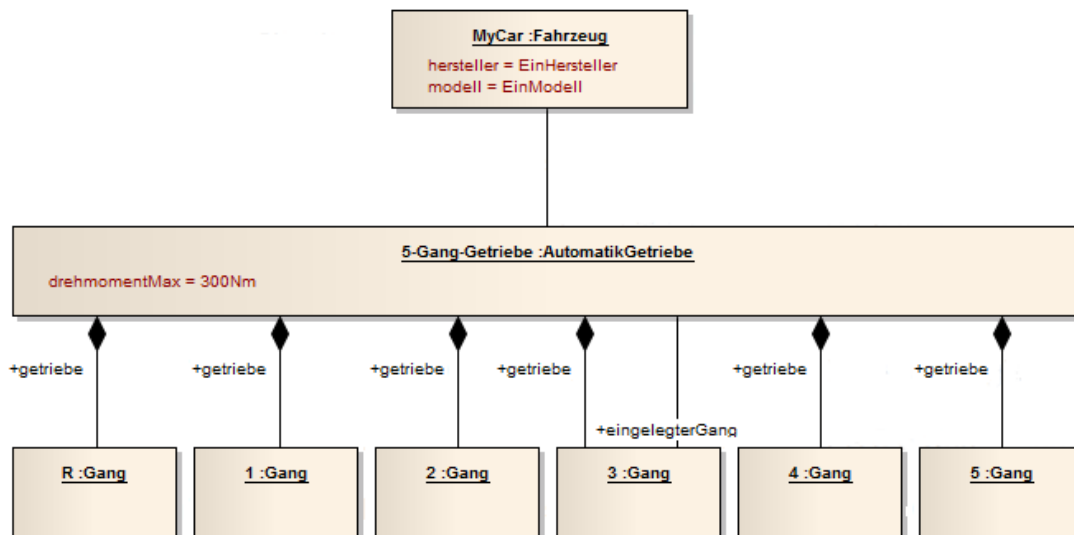 MyCar :Fahrzeug
hersteller = EinHersteller
modell = EinModell
5-Gang-Getriebe :AutomatikGetriebe
drehmomentMax = 300Nm
+getriebe +getriebe +getriebe +getriebe +getriebe +getriebe
+eingelegterGang
R :Gang 1 :Gang 2 :Gang 3 :Gang 4 :Gang 5 :Gang